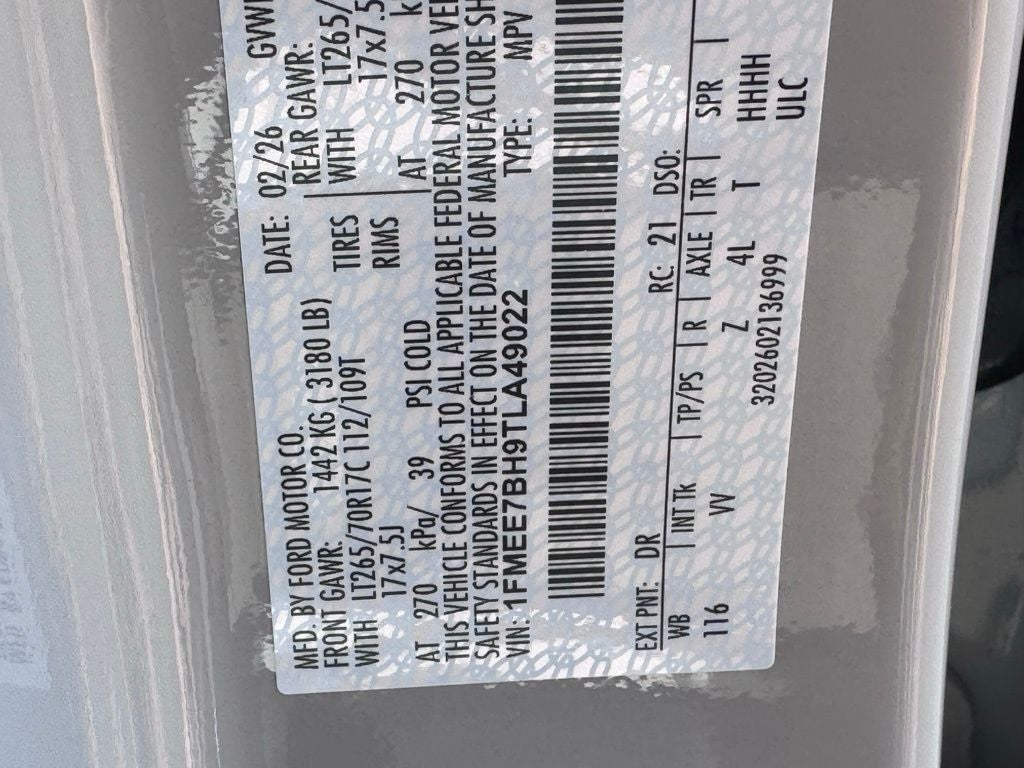 MFD. BY FORD MOTOR CO. DATE: 02/26 GVWR
FRONT GAWR: 1442 KG ( 3180 LB) REAR GAWR:
WITH LT265/70R17C 112/109T TIRES WITH LT265/
17x7.5J RIMS 17x7.5
AT 270 kPa/ 39 PSI COLD AT 270 k
THIS VEHICLE CONFORMS TO ALL APPLICABLE FEDERAL MOTOR VE
SAFETY STANDARDS IN EFFECT ON THE DATE OF MANUFACTURE SH
VIN: 1FMEE7BH9TLA49022 TYPE: MPV
EXT PNT: DR RC: 21 DSO:
WB | INT Tk | TP/PS | R | AXLE | TR | SPR |
116 VV Z 4L T HHHH
3202602136999 ULC